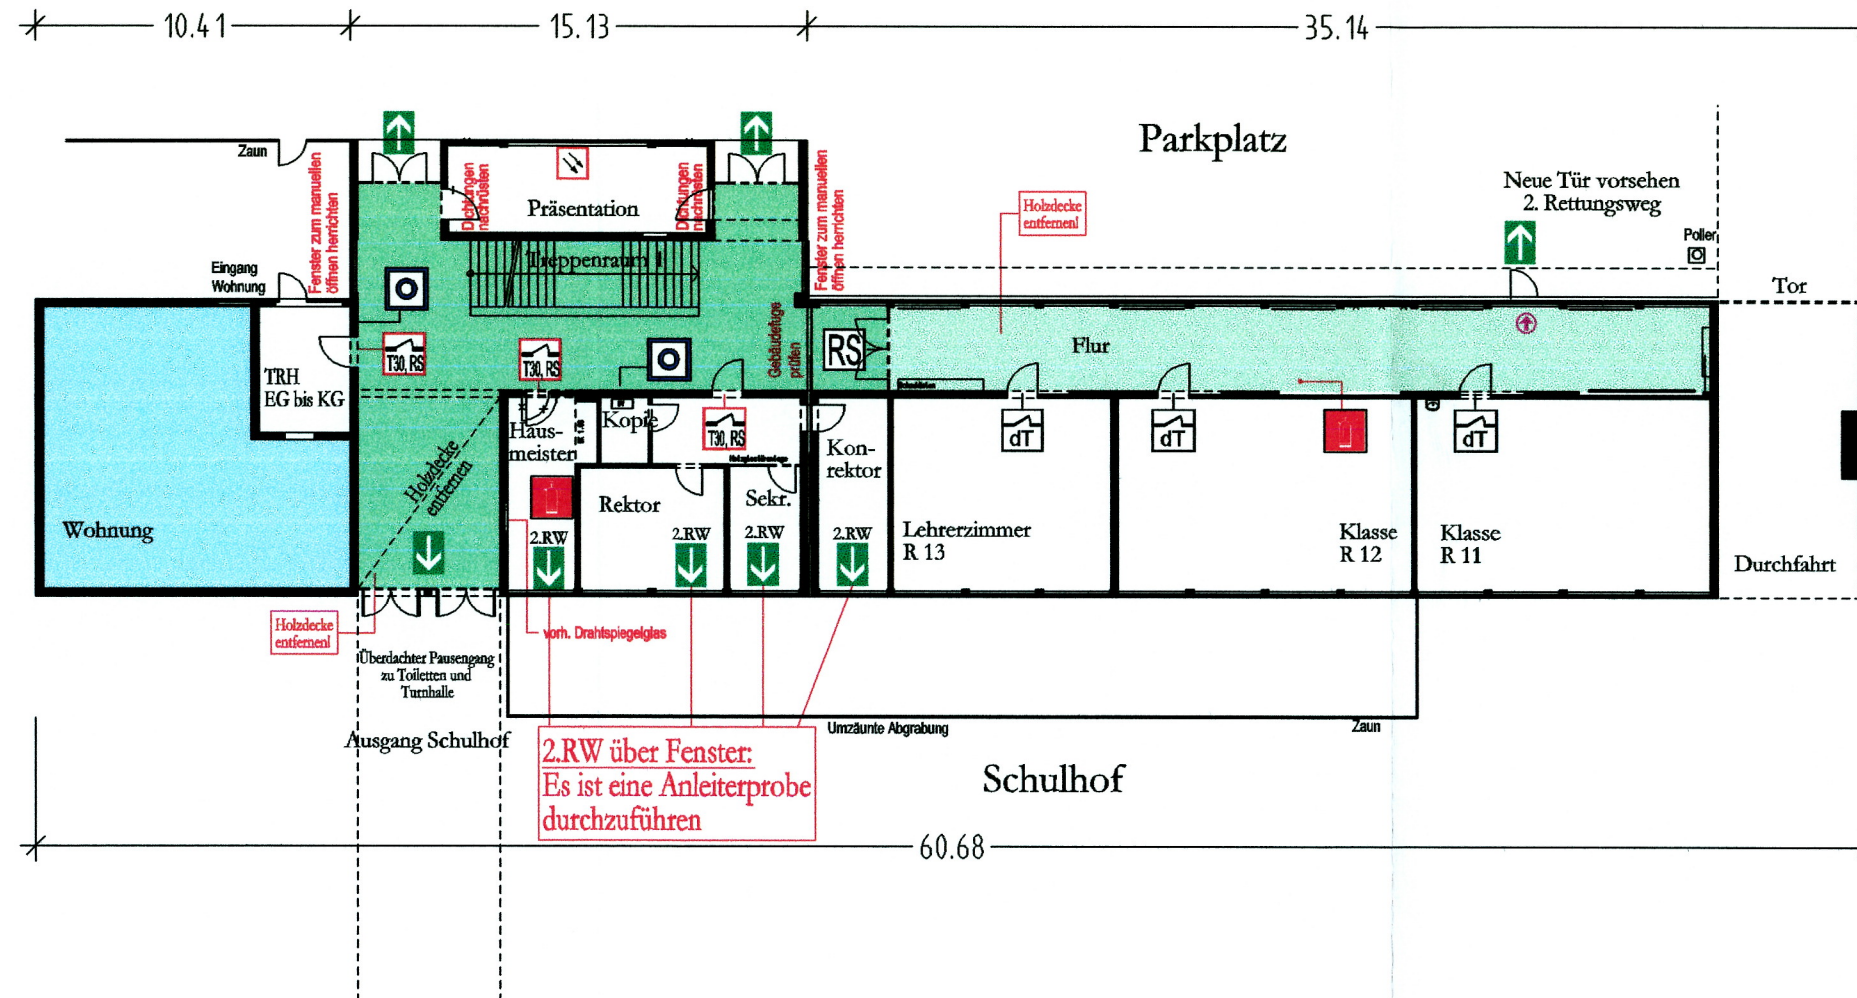 10.41
15.13
35.14
Parkplatz
Zaun
Fenster zum manuellen
öffnen herrichten
Dichtungen
nachrüsten
Präsentation
Dichtungen
nachrüsten
Fenster zum manuellen
öffnen herrichten
Holzdecke
entfernen!
Neue Tür vorsehen
2. Rettungsweg
Poller
Eingang
Wohnung
Treppenraum 1
Tor
TRH
EG bis KG
T30, RS
T30, RS
Gebäudefuge
prüfen
RS
Flur
Haus-
meister
Kopie
T30, RS
Kon-
rektor
dT
dT
dT
Holzdecke
entfernen
Wohnung
Rektor
Sekr.
2.RW
2.RW
2.RW
2.RW
Lehrerzimmer
R 13
Klasse
R 12
Klasse
R 11
Durchfahrt
Holzdecke
entfernen!
vorh. Drahtspiegelglas
Überdachter Pausengang
zu Toiletten und
Turnhalle
Ausgang Schulhof
Umzäunte Abgrabung
Zaun
2.RW über Fenster:
Es ist eine Anleiterprobe
durchzuführen
Schulhof
60.68